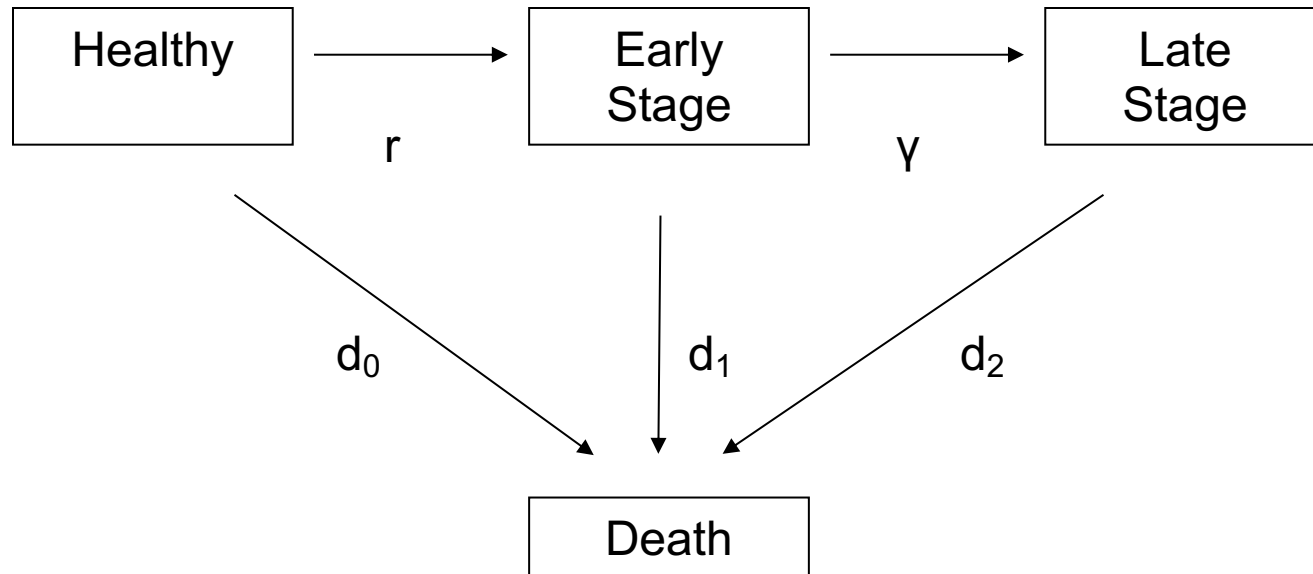 Healthy
Early
Stage
Late
Stage
r
γ
d₀
d₁
d₂
Death